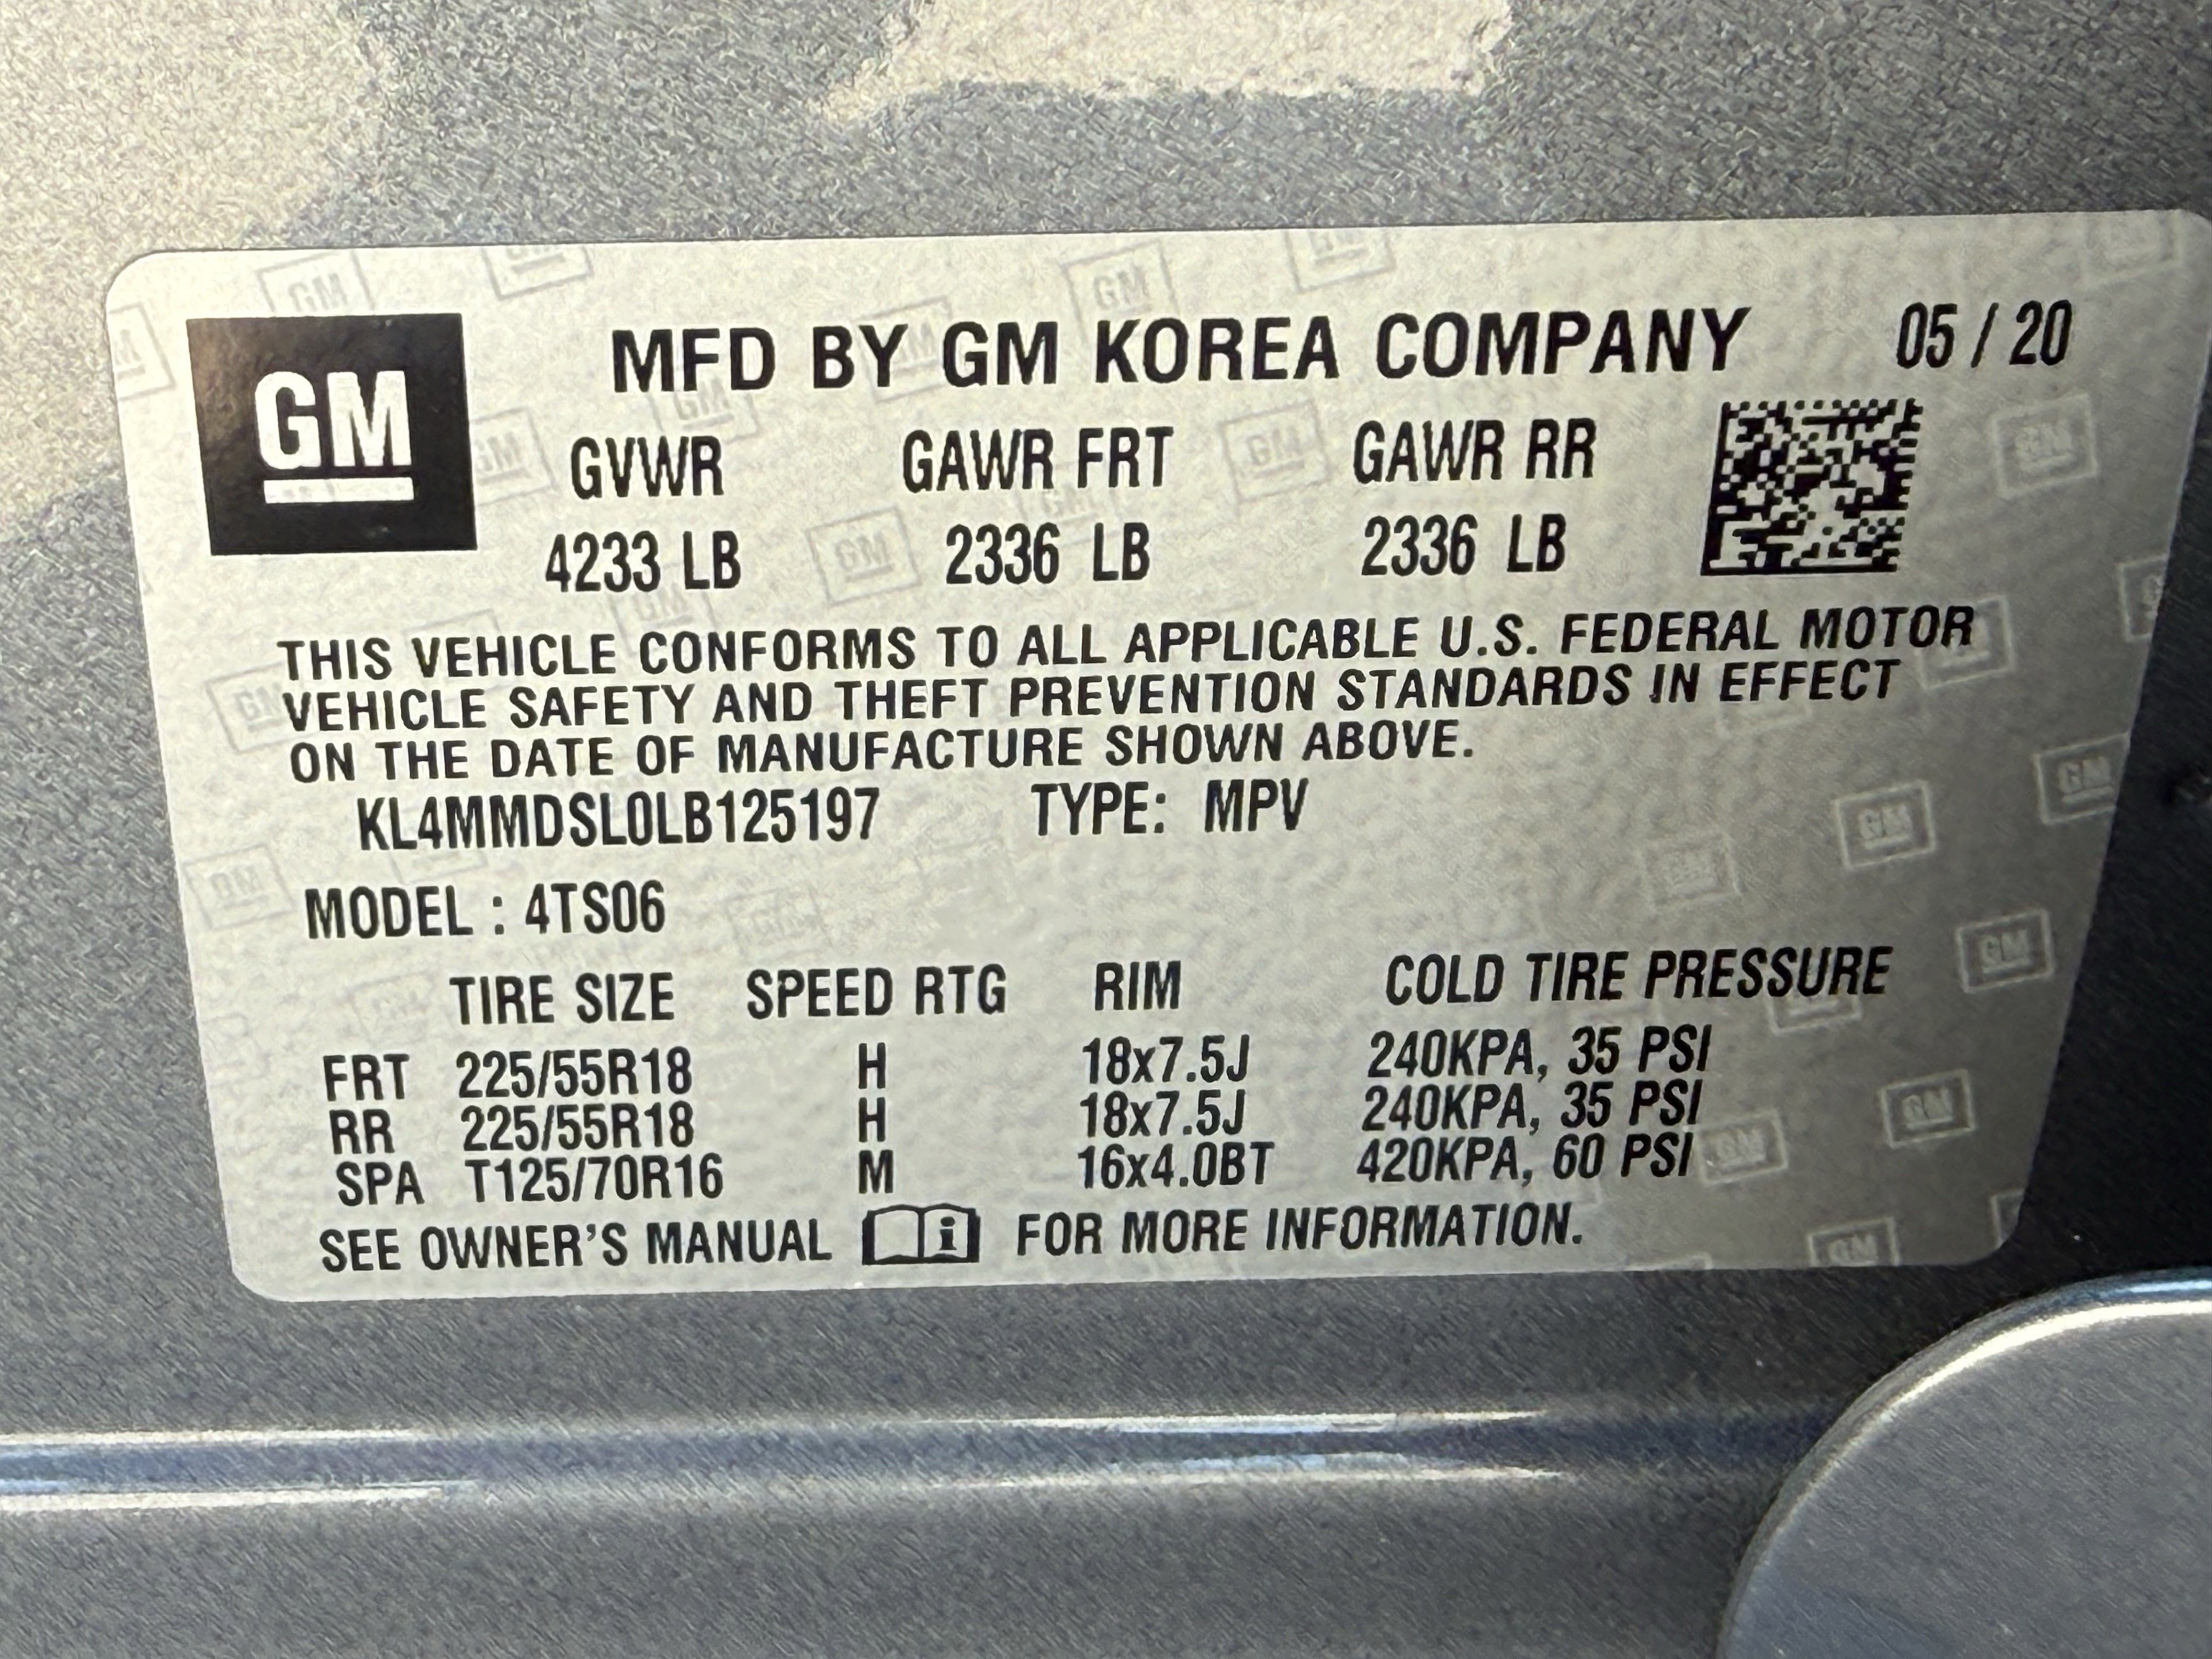 GM MFD BY GM KOREA COMPANY 05 / 20
GVWR GAWR FRT GAWR RR
4233 LB 2336 LB 2336 LB
THIS VEHICLE CONFORMS TO ALL APPLICABLE U.S. FEDERAL MOTOR
VEHICLE SAFETY AND THEFT PREVENTION STANDARDS IN EFFECT
ON THE DATE OF MANUFACTURE SHOWN ABOVE.
KL4MMDSL0LB125197 TYPE: MPV
MODEL : 4TS06
TIRE SIZE SPEED RTG RIM COLD TIRE PRESSURE
FRT 225/55R18 H 18x7.5J 240KPA, 35 PSI
RR 225/55R18 H 18x7.5J 240KPA, 35 PSI
SPA T125/70R16 M 16x4.0BT 420KPA, 60 PSI
SEE OWNER'S MANUAL i FOR MORE INFORMATION.